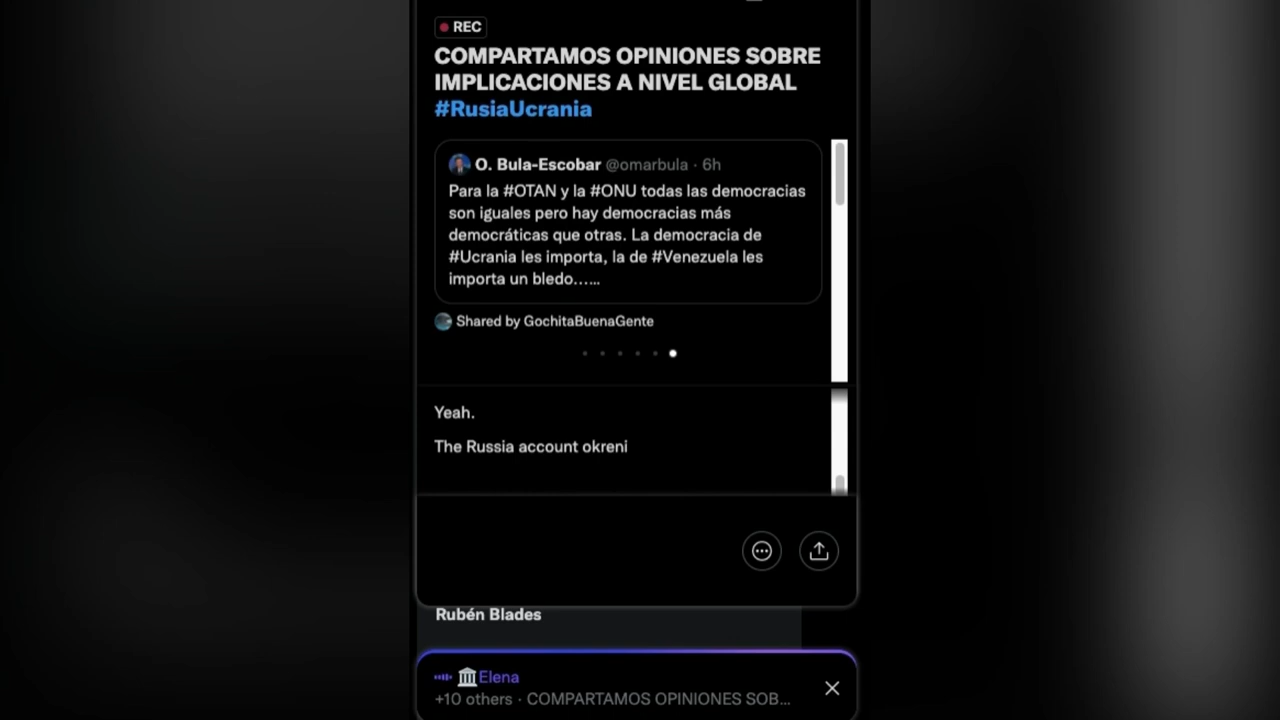 REC
COMPARTAMOS OPINIONES SOBRE
IMPLICACIONES A NIVEL GLOBAL
#RusiaUcrania
O. Bula-Escobar @omarbula · 6h
Para la #OTAN y la #ONU todas las democracias
son iguales pero hay democracias más
democráticas que otras. La democracia de
#Ucrania les importa, la de #Venezuela les
importa un bledo......
Shared by GochitaBuenaGente
Yeah.
The Russia account okreni
Rubén Blades
Elena
+10 others · COMPARTAMOS OPINIONES SOB...